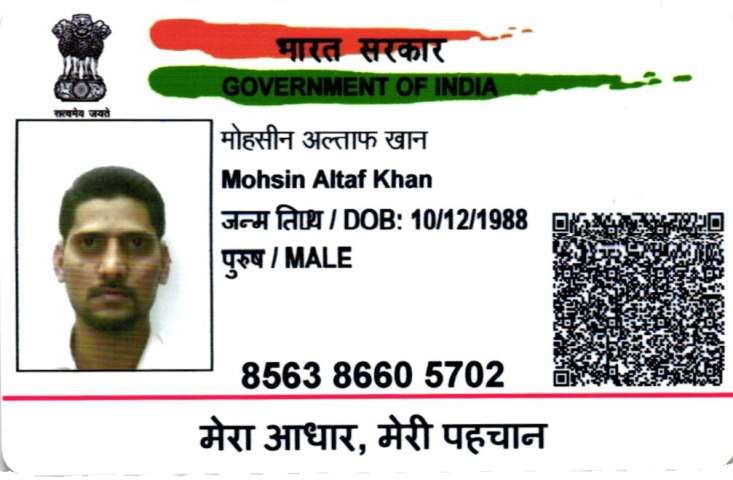 भारत सरकार
GOVERNMENT OF INDIA
सत्यमेव जयते
मोहसीन अल्ताफ खान
Mohsin Altaf Khan
जन्म तिथि / DOB: 10/12/1988
पुरुष / MALE
8563 8660 5702
मेरा आधार, मेरी पहचान